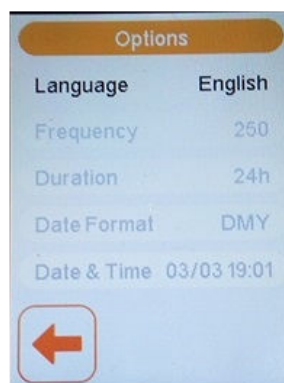 Options
Language English
Frequency 250
Duration 24h
Date Format DMY
Date & Time 03/03 19:01